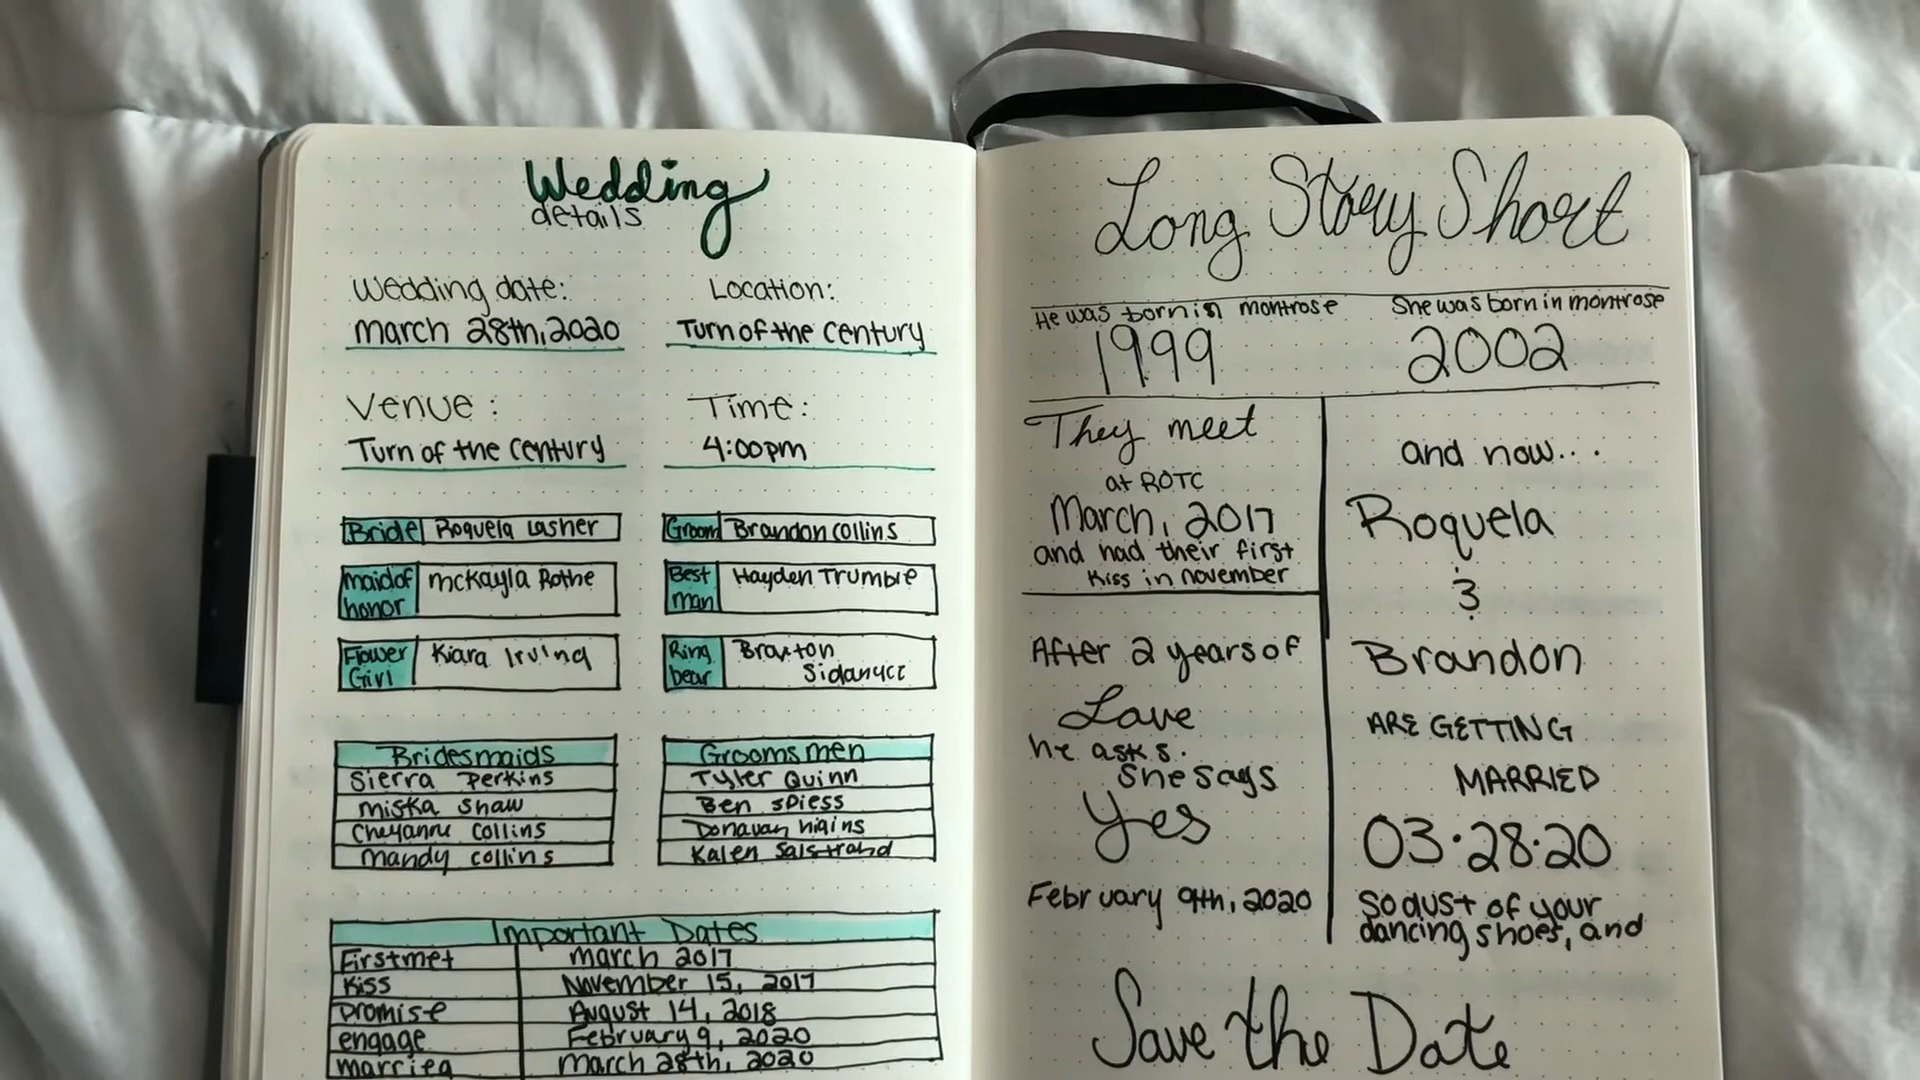 Wedding
details
Wedding date:
March 28th, 2020
Location:
Turn of the Century
Venue:
Turn of the Century
Time:
4:00pm
Bride Roquela Lasher
Groom Brandon Collins
maid of honor McKayla Rothe
Best man Hayden Trumble
Flower Girl Kiara Irving
Ring bear Braxton
Bridesmaids
Sierra Perkins
Miska Shaw
Cheyanne Collins
Mandy Collins
Groomsmen
Tyler Quinn
Ben Spiess
Donavan Higins
Kalen Salstrand
Important Dates
First met March 2017
Kiss November 15, 2017
promise August 14, 2018
engage February 9, 2020
married March 28th, 2020
Long Story Short
He was born in montrose
1999
She was born in montrose
2002
They meet
at ROTC
March, 2017
and had their first
kiss in november
After 2 years of
Love
he asks.
She says
Yes
February 9th, 2020
and now...
Roquela
&
Brandon
ARE GETTING
MARRIED
03.28.20
So dust of your
dancing shoes, and
Save the Date